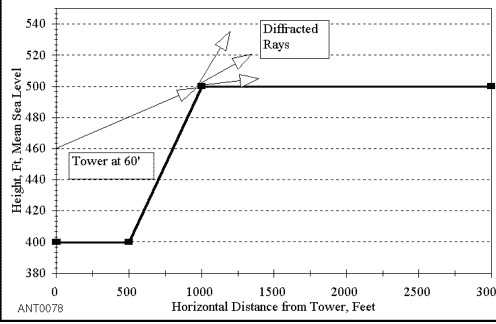 540
520
500
480
460
440
420
400
380
Height, Ft, Mean Sea Level
Diffracted
Rays
Tower at 60'
0 500 1000 1500 2000 2500 300
Horizontal Distance from Tower, Feet
ANT0078